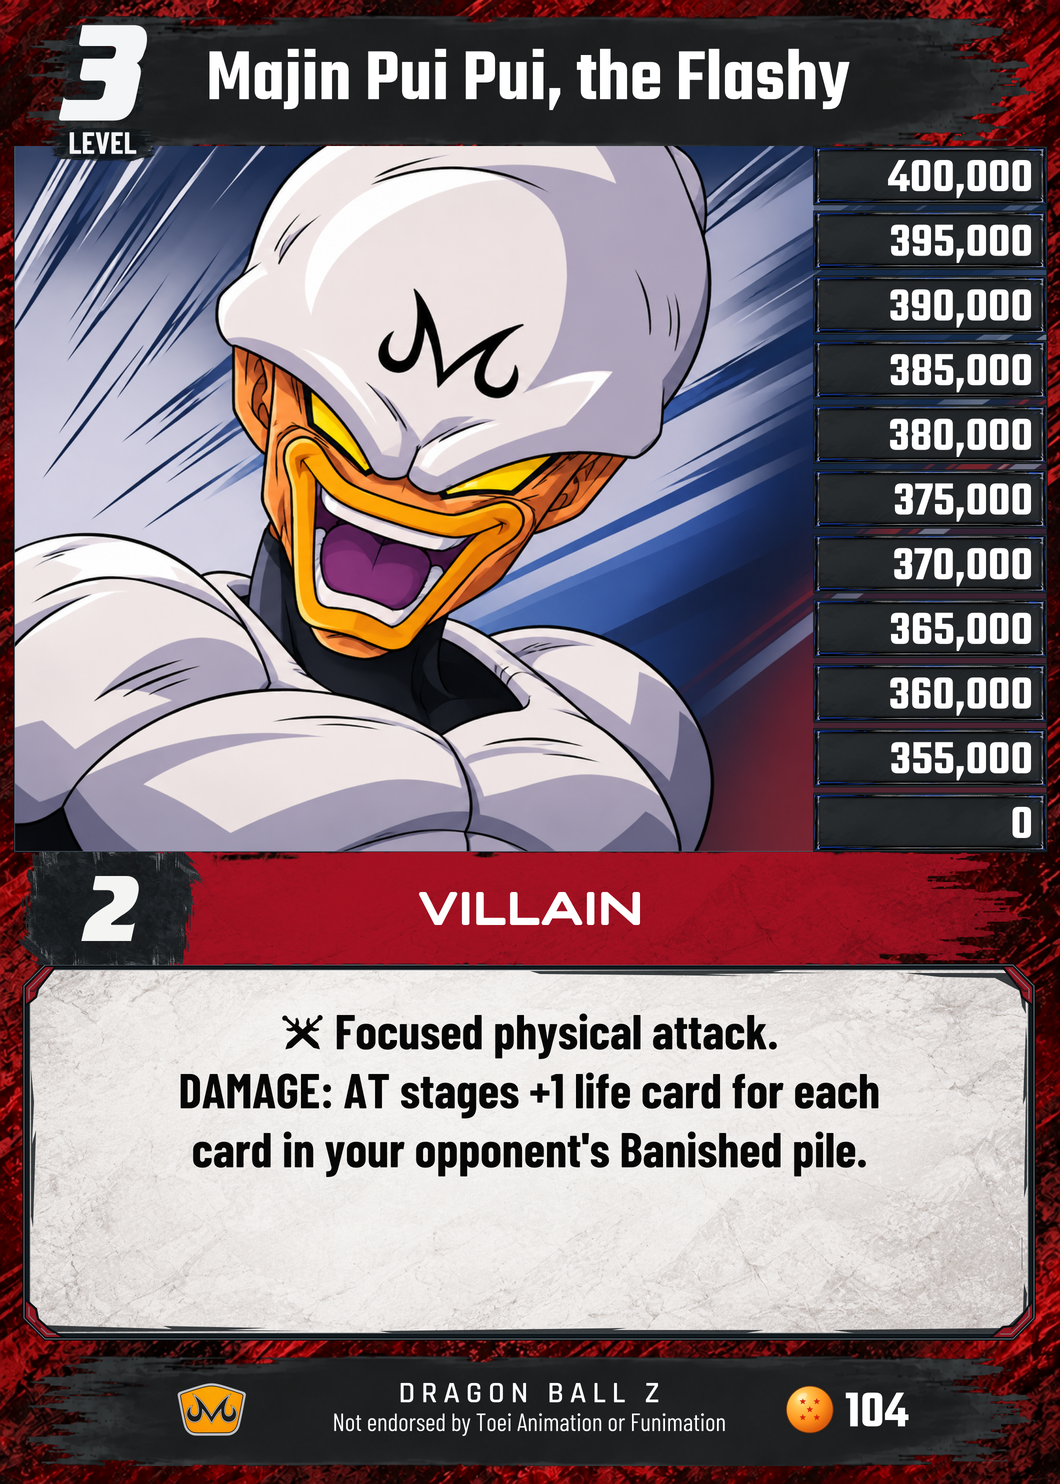 3
LEVEL
Majin Pui Pui, the Flashy
400,000
395,000
390,000
385,000
380,000
375,000
370,000
365,000
360,000
355,000
0
2
VILLAIN
Focused physical attack.
DAMAGE: AT stages +1 life card for each
card in your opponent's Banished pile.
DRAGON BALL Z
Not endorsed by Toei Animation or Funimation
104